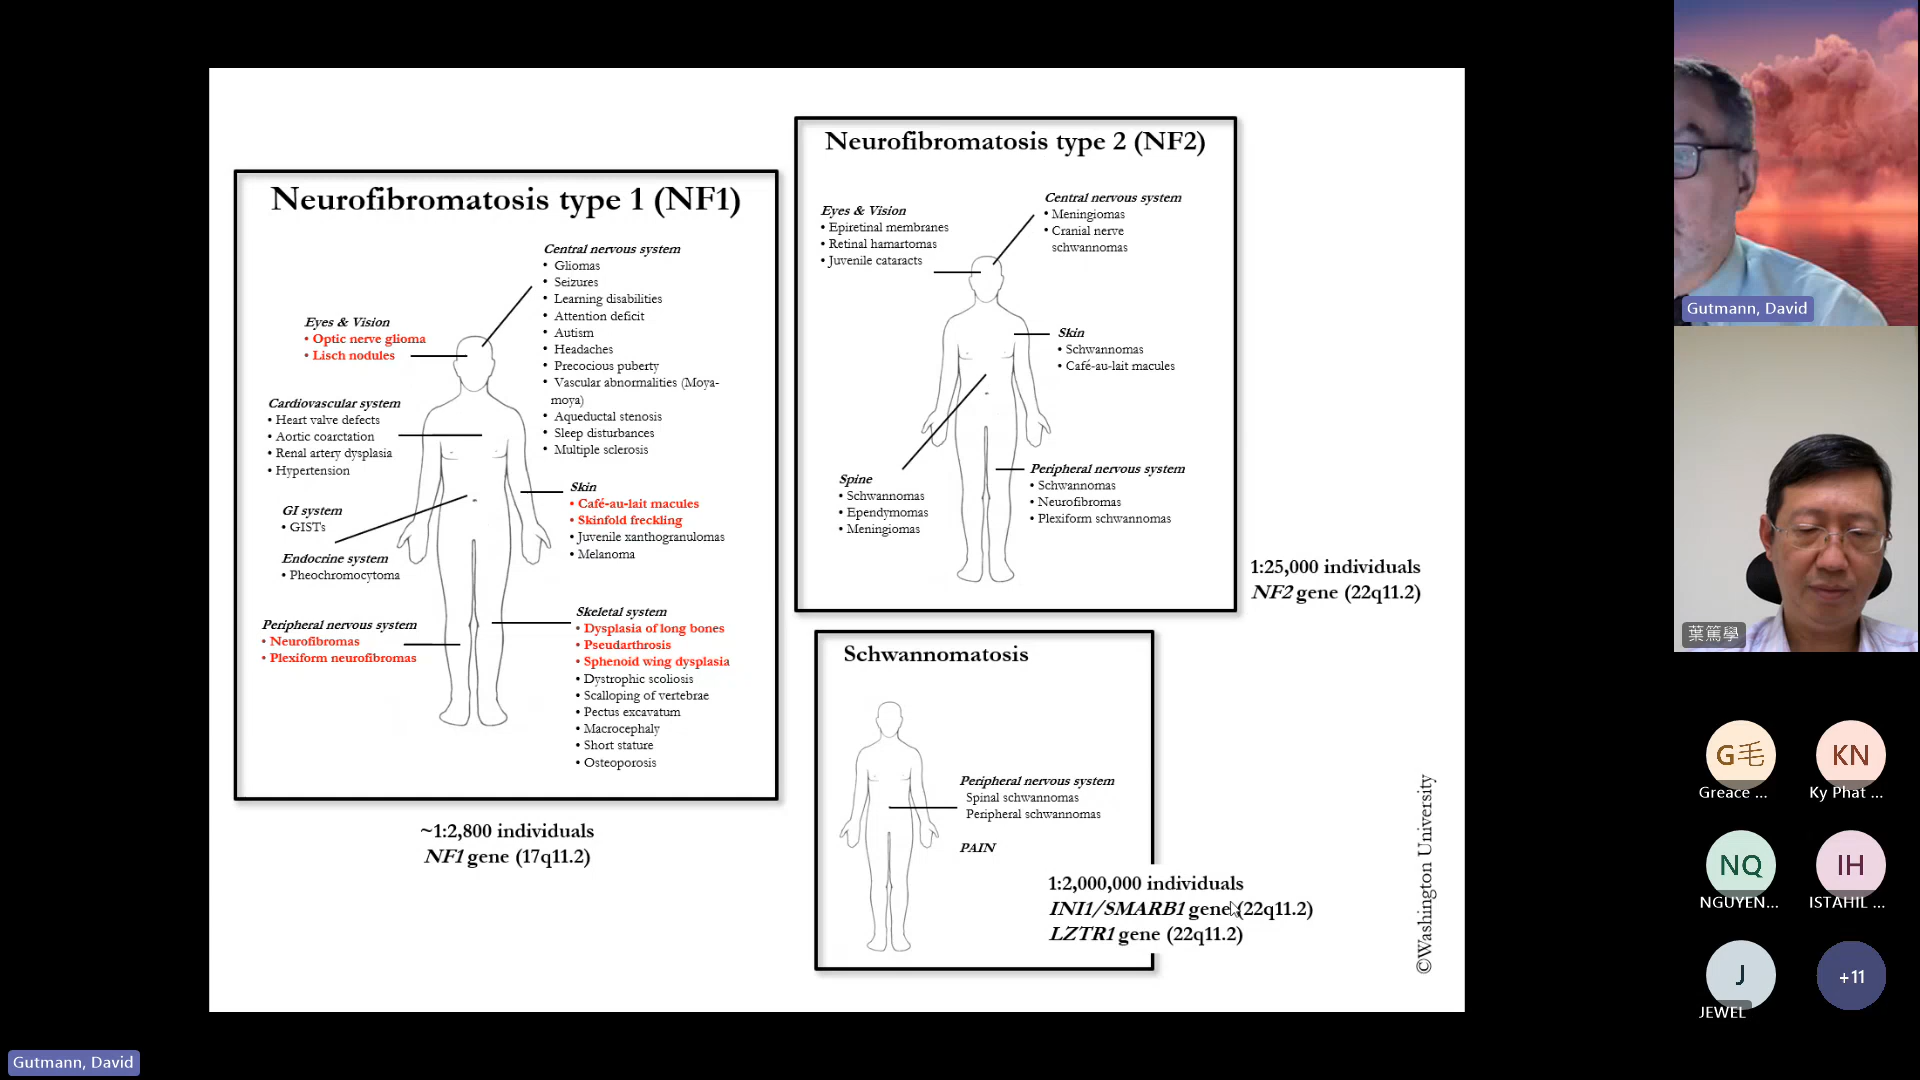 Neurofibromatosis type 1 (NF1)
Central nervous system
• Gliomas
• Seizures
• Learning disabilities
• Attention deficit
• Autism
• Headaches
• Precocious puberty
• Vascular abnormalities (Moya-
moya)
• Aqueductal stenosis
• Sleep disturbances
• Multiple sclerosis
Eyes & Vision
• Optic nerve glioma
• Lisch nodules
Cardiovascular system
• Heart valve defects
• Aortic coarctation
• Renal artery dysplasia
• Hypertension
GI system
• GISTs
Endocrine system
• Pheochromocytoma
Skin
• Café-au-lait macules
• Skinfold freckling
• Juvenile xanthogranulomas
• Melanoma
Peripheral nervous system
• Neurofibromas
• Plexiform neurofibromas
Skeletal system
• Dysplasia of long bones
• Pseudarthrosis
• Sphenoid wing dysplasia
• Dystrophic scoliosis
• Scalloping of vertebrae
• Pectus excavatum
• Macrocephaly
• Short stature
• Osteoporosis
~1:2,800 individuals
NF1 gene (17q11.2)
Neurofibromatosis type 2 (NF2)
Eyes & Vision
• Epiretinal membranes
• Retinal hamartomas
• Juvenile cataracts
Central nervous system
• Meningiomas
• Cranial nerve
schwannomas
Skin
• Schwannomas
• Café-au-lait macules
Spine
• Schwannomas
• Ependymomas
• Meningiomas
Peripheral nervous system
• Schwannomas
• Neurofibromas
• Plexiform schwannomas
1:25,000 individuals
NF2 gene (22q11.2)
Schwannomatosis
Peripheral nervous system
Spinal schwannomas
Peripheral schwannomas
PAIN
1:2,000,000 individuals
INI1/SMARB1 gene (22q11.2)
LZTR1 gene (22q11.2)
©Washington University
Gutmann, David
葉篤學
G毛
Greace ...
KN
Ky Phat ...
NQ
NGUYEN...
IH
ISTAHIL ...
J
JEWEL
+11
Gutmann, David